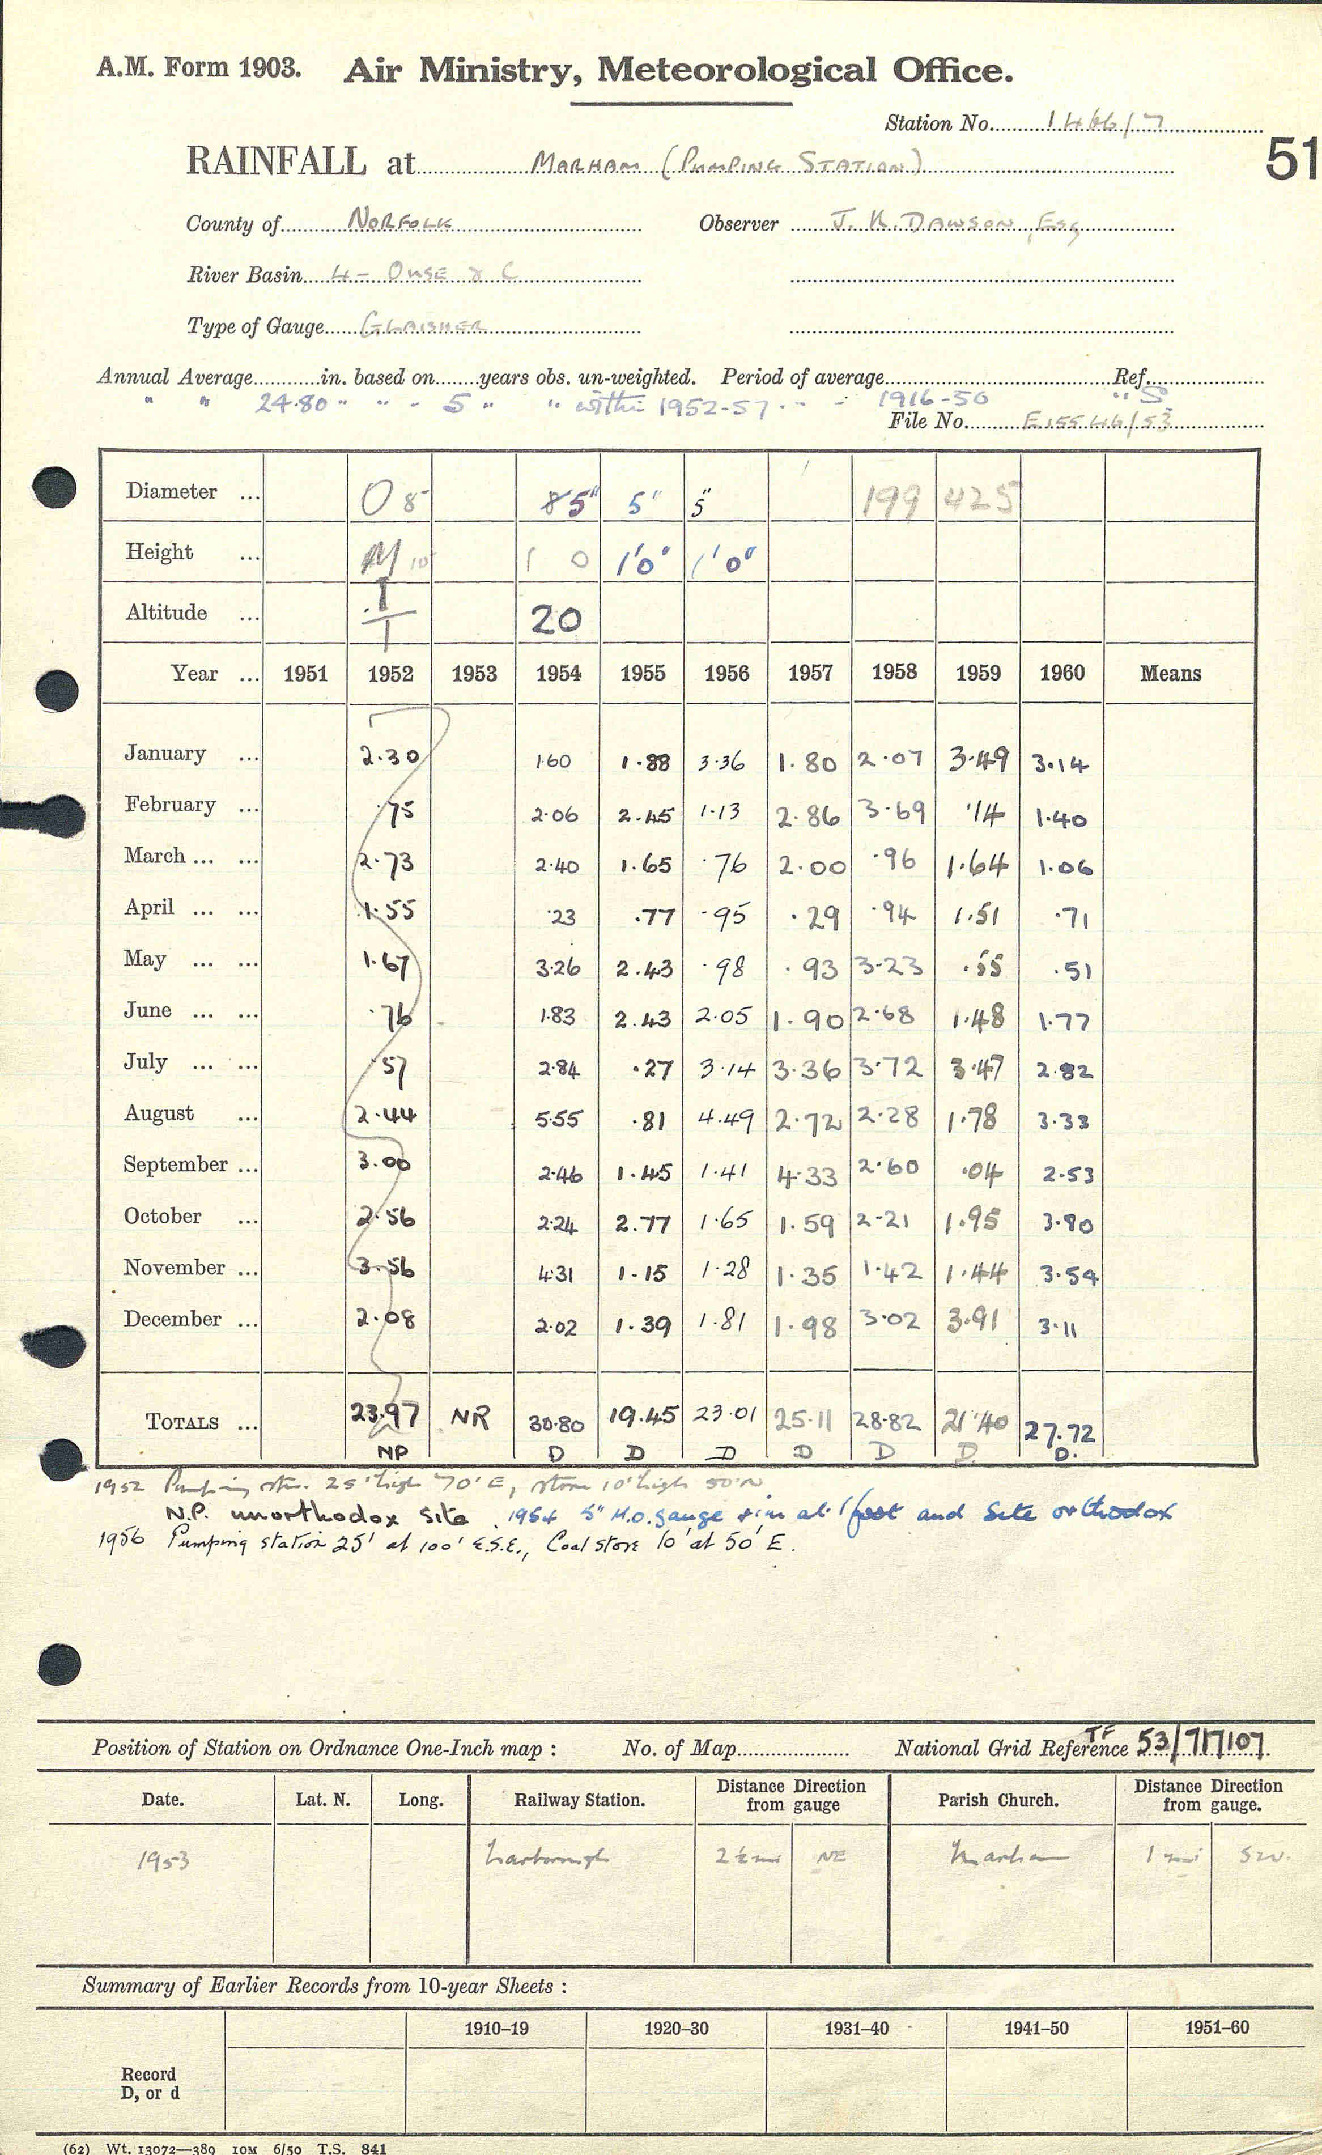 A.M. Form 1903. Air Ministry, Meteorological Office.
Station No. 1466/7
RAINFALL at MARHAM (PUMPING STATION)
51
County of NORFOLK Observer J. K. DAWSON, Esq
River Basin 4 - OUSE & C
Type of Gauge GLAISHER
Annual Average in. based on years obs. un-weighted. Period of average Ref.
" " 24.80 " " - 5 " " within 1952-57 " - 1916-50 " S.
File No. E15546/53
Diameter ... O 8 85" 5" 5" 199 425
Height ... M 10 1 0 1'0" 1'0"
Altitude ... I/I 20
Year ... 1951 1952 1953 1954 1955 1956 1957 1958 1959 1960 Means
January ... 2.30 1.60 1.88 3.36 1.80 2.07 3.49 3.14
February ... .75 2.06 2.45 1.13 2.86 3.69 .14 1.40
March ... ... 2.73 2.40 1.65 .76 2.00 .96 1.64 1.06
April ... ... 1.55 .23 .77 .95 .29 .94 1.51 .71
May ... ... 1.67 3.26 2.43 .98 .93 3.23 .55 .51
June ... ... .76 1.83 2.43 2.05 1.90 2.68 1.48 1.77
July ... ... .57 2.84 .27 3.14 3.36 3.72 3.47 2.82
August ... 2.44 5.55 .81 4.49 2.72 2.28 1.78 3.33
September ... 3.00 2.46 1.45 1.41 4.33 2.60 .04 2.53
October ... 2.56 2.24 2.77 1.65 1.59 2.21 1.95 3.80
November ... 3.56 4.31 1.15 1.28 1.35 1.42 1.44 3.54
December ... 2.08 2.02 1.39 1.81 1.98 3.02 3.91 3.11
TOTALS ... 23.97 NR 30.80 19.45 23.01 25.11 28.82 21.40 27.72
NP D D D D D D D.
1952 Pumping stn. 25' high 70' E, store 10' high 50' N.
N.P. unorthodox site. 1954 5" M.O. gauge rim at 1 foot and Site orthodox
1956 Pumping station 25' at 100' E.S.E., Coal store 10' at 50' E.
Position of Station on Ordnance One-Inch map : No. of Map National Grid Reference TF 53/717107
Date. Lat. N. Long. Railway Station. Distance from gauge Direction Parish Church. Distance from gauge. Direction
1953 Narborough 2½ mi NE Marham 1 mi SW.
Summary of Earlier Records from 10-year Sheets :
1910–19 1920–30 1931–40 1941–50 1951–60
Record
D, or d
(62) Wt. 13072—389 10M 6/50 T.S. 841